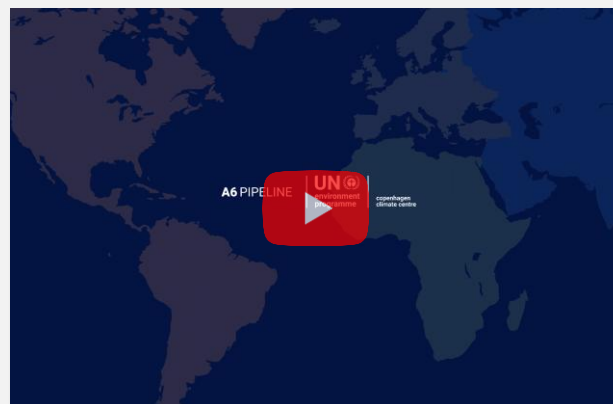 A6 PIPELINE
UN
environment
programme
copenhagen
climate centre